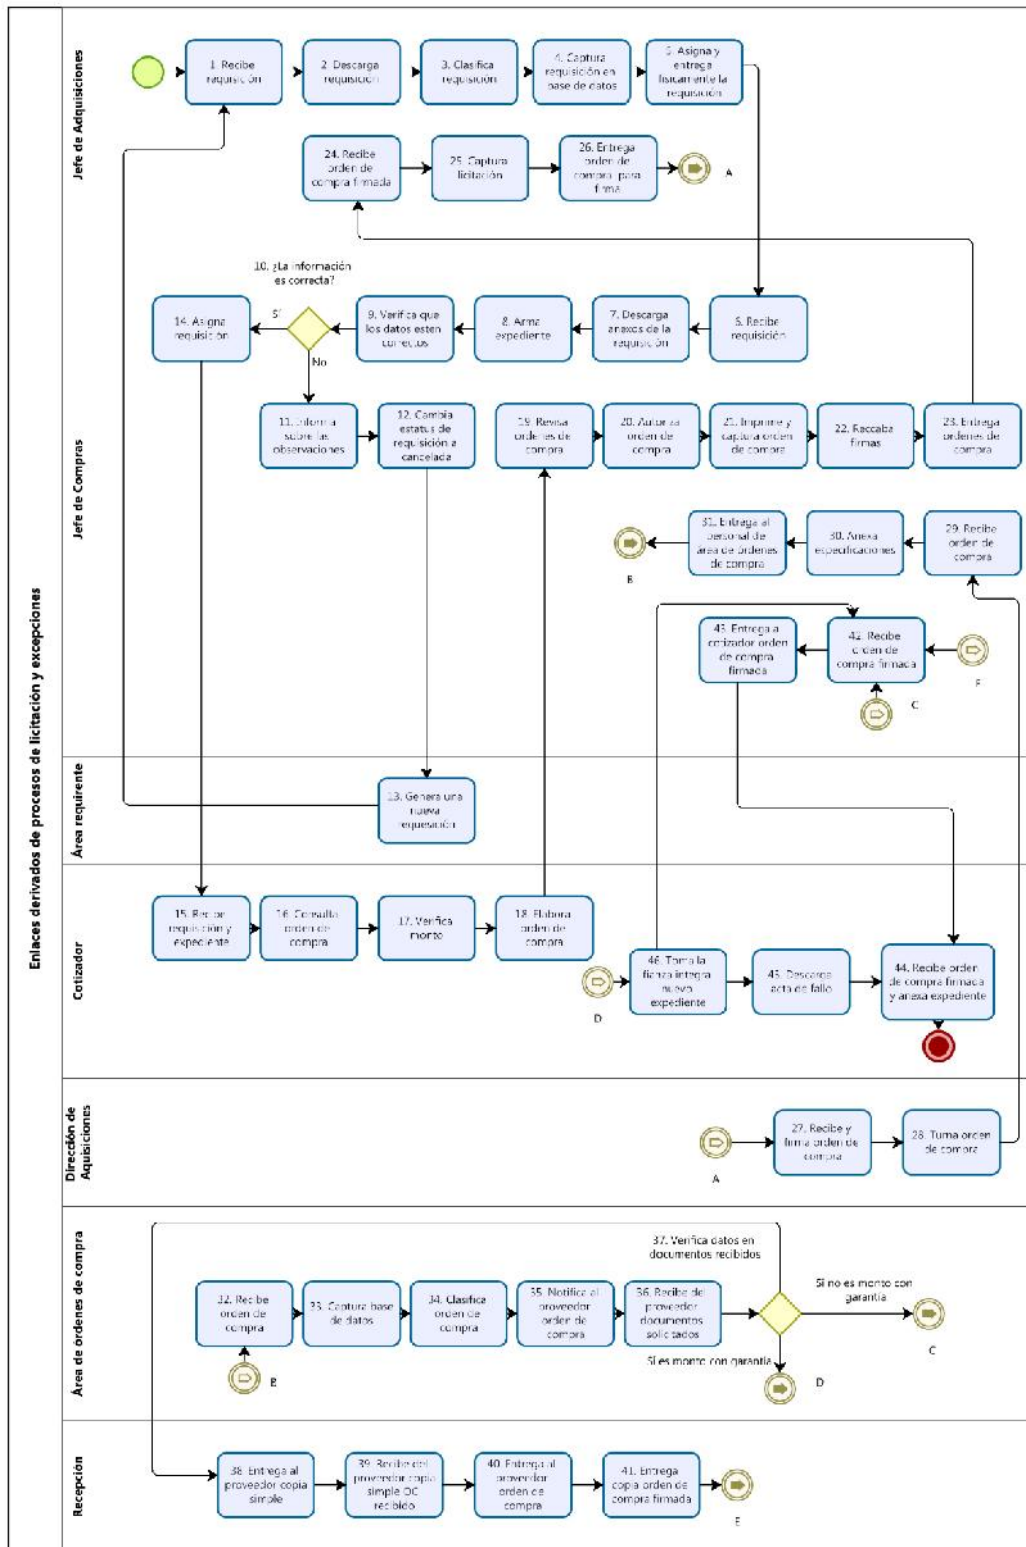 Enlaces derivados de procesos de licitación y excepciones
Jefe de Adquisiciones
1. Recibe
requisición
2. Descarga
requisición
3. Clasifica
requisición
4. Captura
requisición en
base de datos
5. Asigna y
entrega
físicamente la
requisición
24. Recibe
orden de
compra firmada
25. Captura
licitación
26. Entrega
orden de
compra para
firma
A
Jefe de Compras
10. ¿La información
es correcta?
Sí
No
14. Asigna
requisición
9. Verifica que
los datos esten
correctos
8. Arma
expediente
7. Descarga
anexos de la
requisición
6. Recibe
requisición
11. Informa
sobre las
observaciones
12. Cambia
estatus de
requisición a
cancelada
19. Revisa
ordenes de
compra
20. Autoriza
orden de
compra
21. Imprime y
captura orden
de compra
22. Reccaba
firmas
23. Entrega
ordenes de
compra
31. Entrega al
personal de
área de órdenes
de compra
30. Anexa
especificaciones
29. Recibe
orden de
compra
B
43. Entrega a
cotizador orden
de compra
firmada
42. Recibe
orden de
compra firmada
C
Área requirente
13. Genera una
nueva
requesición
Cotizador
15. Recibe
requisición y
expediente
16. Consulta
orden de
compra
17. Verifica
monto
18. Elabora
orden de
compra
D
46. Toma la
fianza integra
nuevo
expediente
45. Descarga
acta de fallo
44. Recibe orden
de compra firmada
y anexa expediente
Dirección de
Aquisiciones
A
27. Recibe y
firma orden de
compra
28. Turna orden
de compra
Área de órdenes de compra
37. Verifica datos en
documentos recibidos
32. Recibe
orden de
compra
33. Captura base
de datos
34. Clasifica
orden de
compra
35. Notifica al
proveedor
orden de
compra
36. Recibe del
proveedor
documentos
solicitados
Si no es monto con
garantía
C
Sí es monto con garantía
D
B
Recepción
38. Entrega al
proveedor copia
simple
39. Recibe del
proveedor copia
simple OC
recibido
40. Entrega al
proveedor
orden de
compra
41. Entrega
copia orden de
compra firmada
E